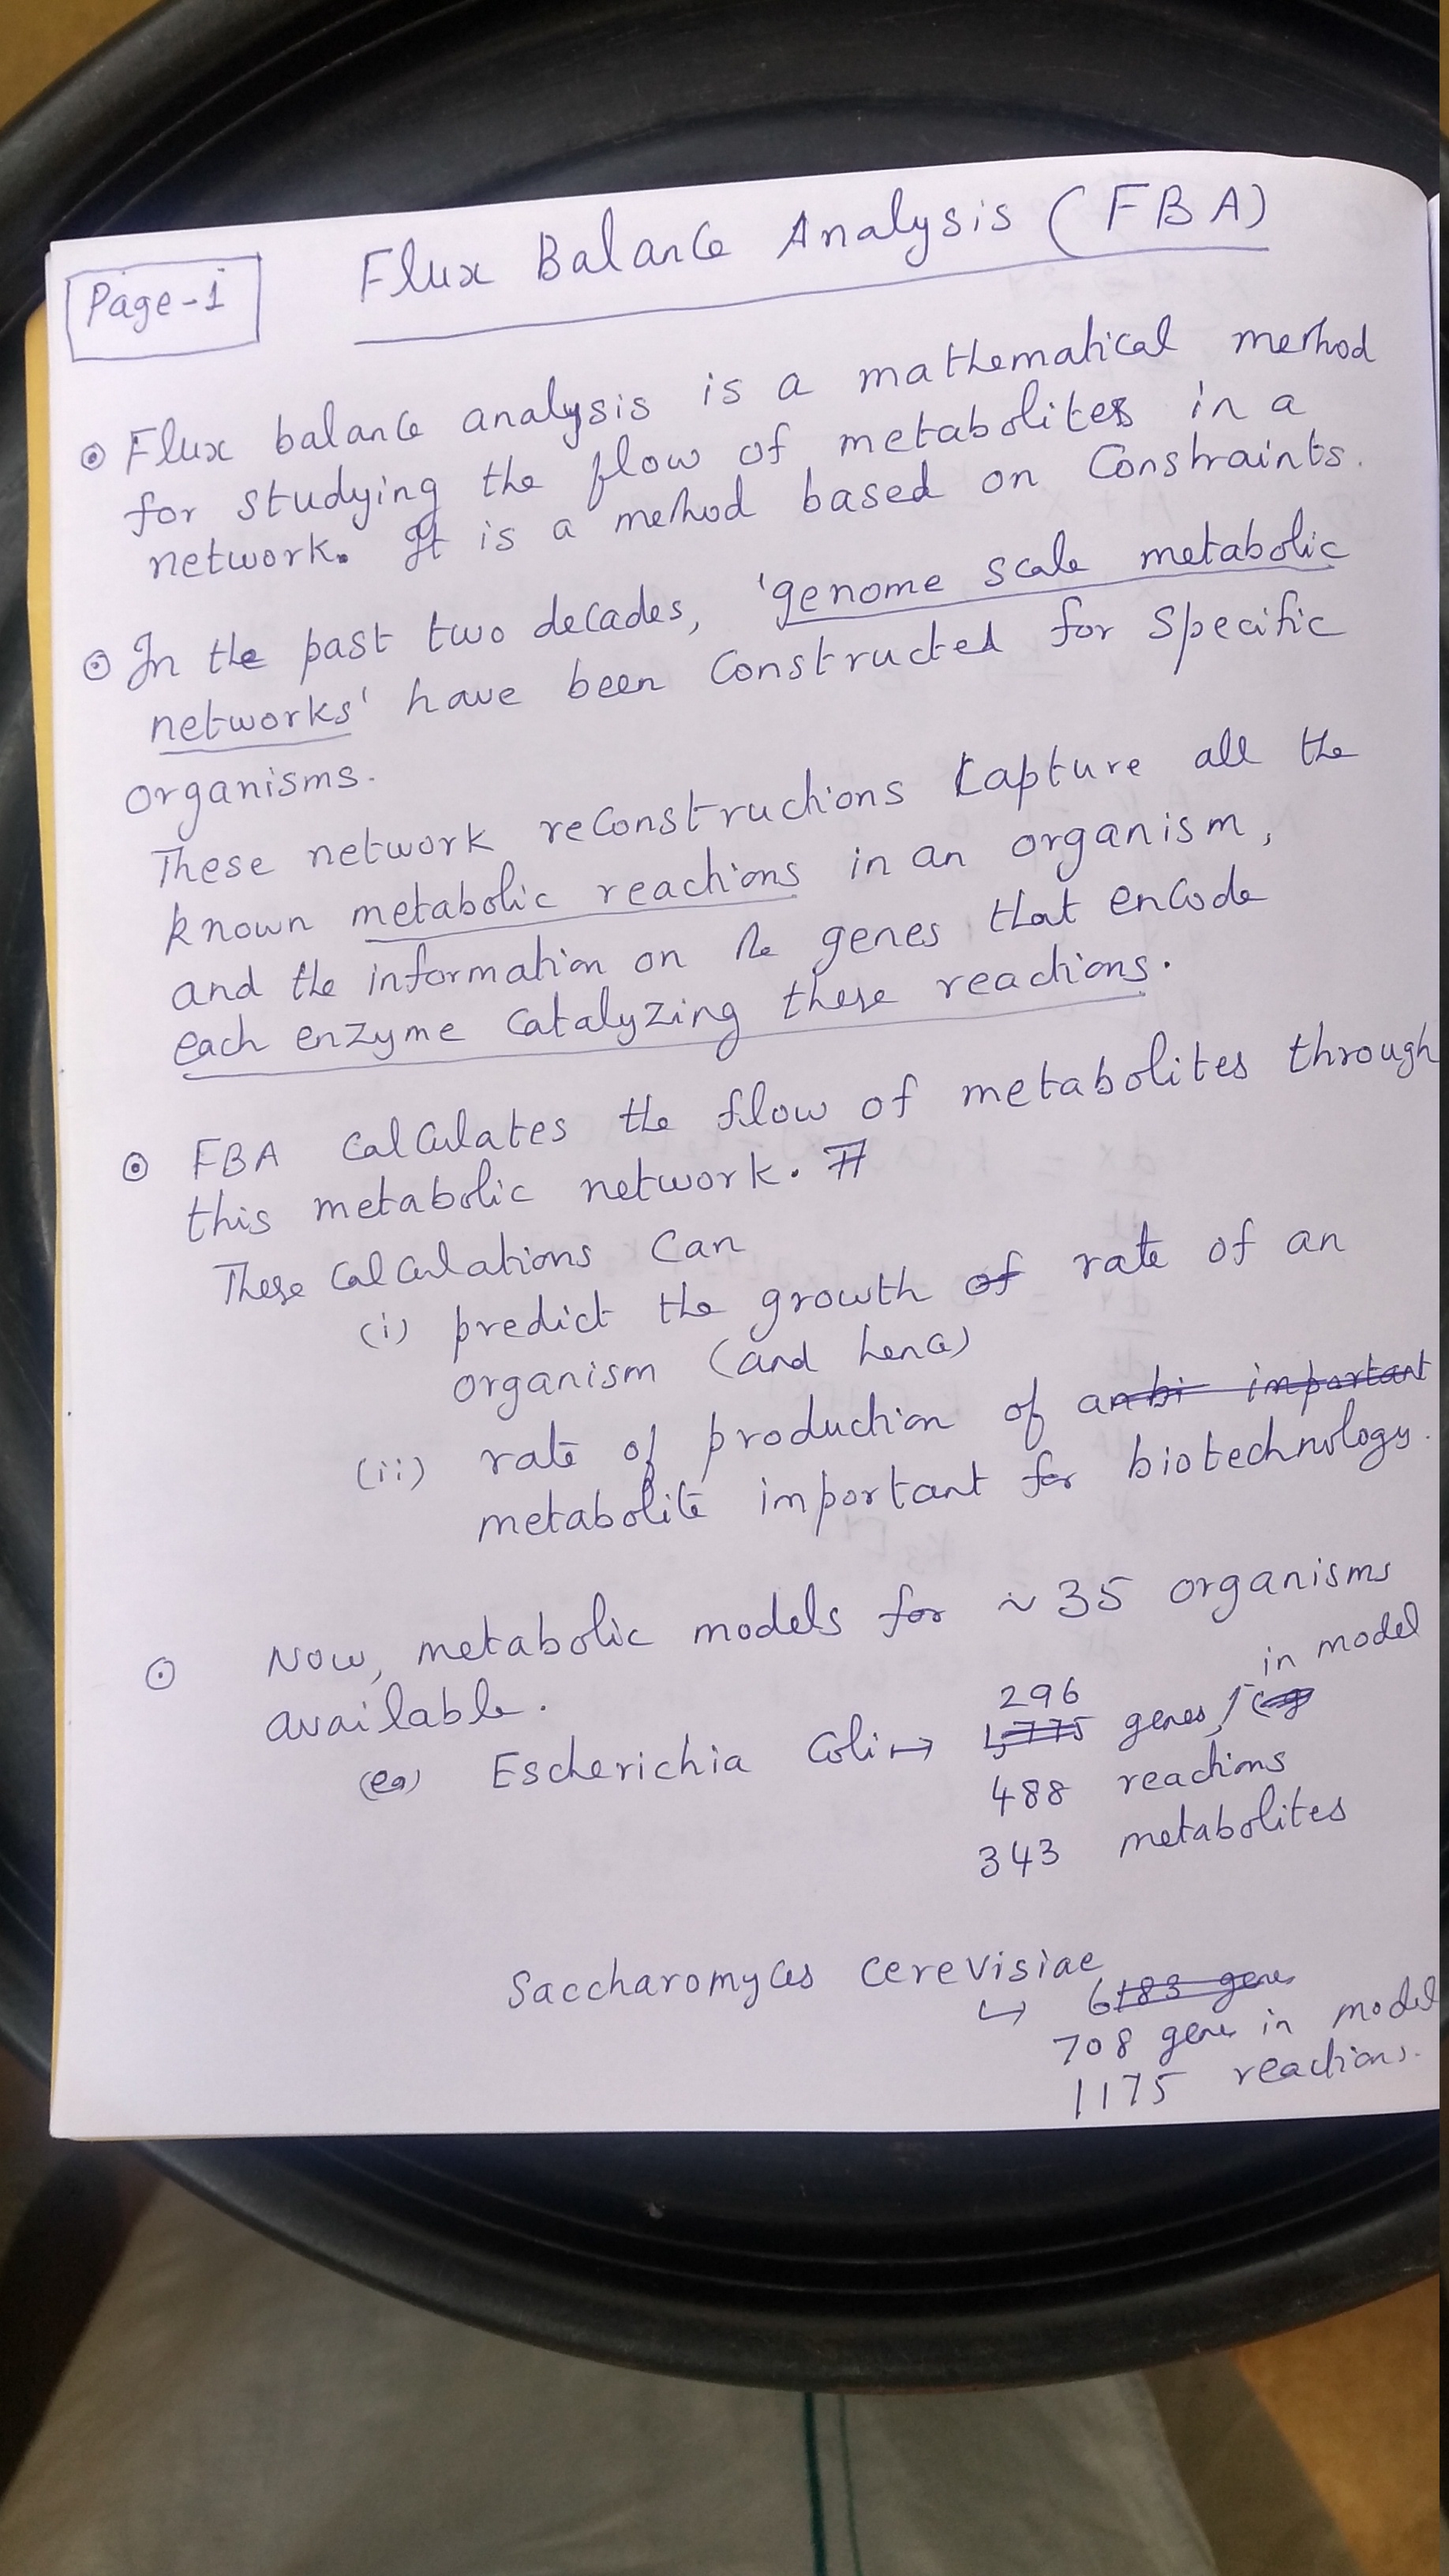 Page-1
Flux Balance Analysis (FBA)
Flux balance analysis is a mathematical method
for studying the flow of metabolites in a
network. It is a method based on Constraints.
In the past two decades, 'genome scale metabolic
networks' have been constructed for specific
organisms.
These network reconstructions capture all the
known metabolic reactions in an organism,
and the information on the genes that encode
each enzyme catalyzing these reactions.
FBA calculates the flow of metabolites through
this metabolic network.
These calculations can
(i) predict the growth of rate of an
organism (and hence)
(ii) rate of production of important
metabolite important for biotechnology.
Now, metabolic models for ~ 35 organisms
available.
in model
296
(eg) Escherichia Coli → genes,
488 reactions
343 metabolites
Saccharomyces cerevisiae
↳ 6183 genes
708 genes in model
1175 reactions.